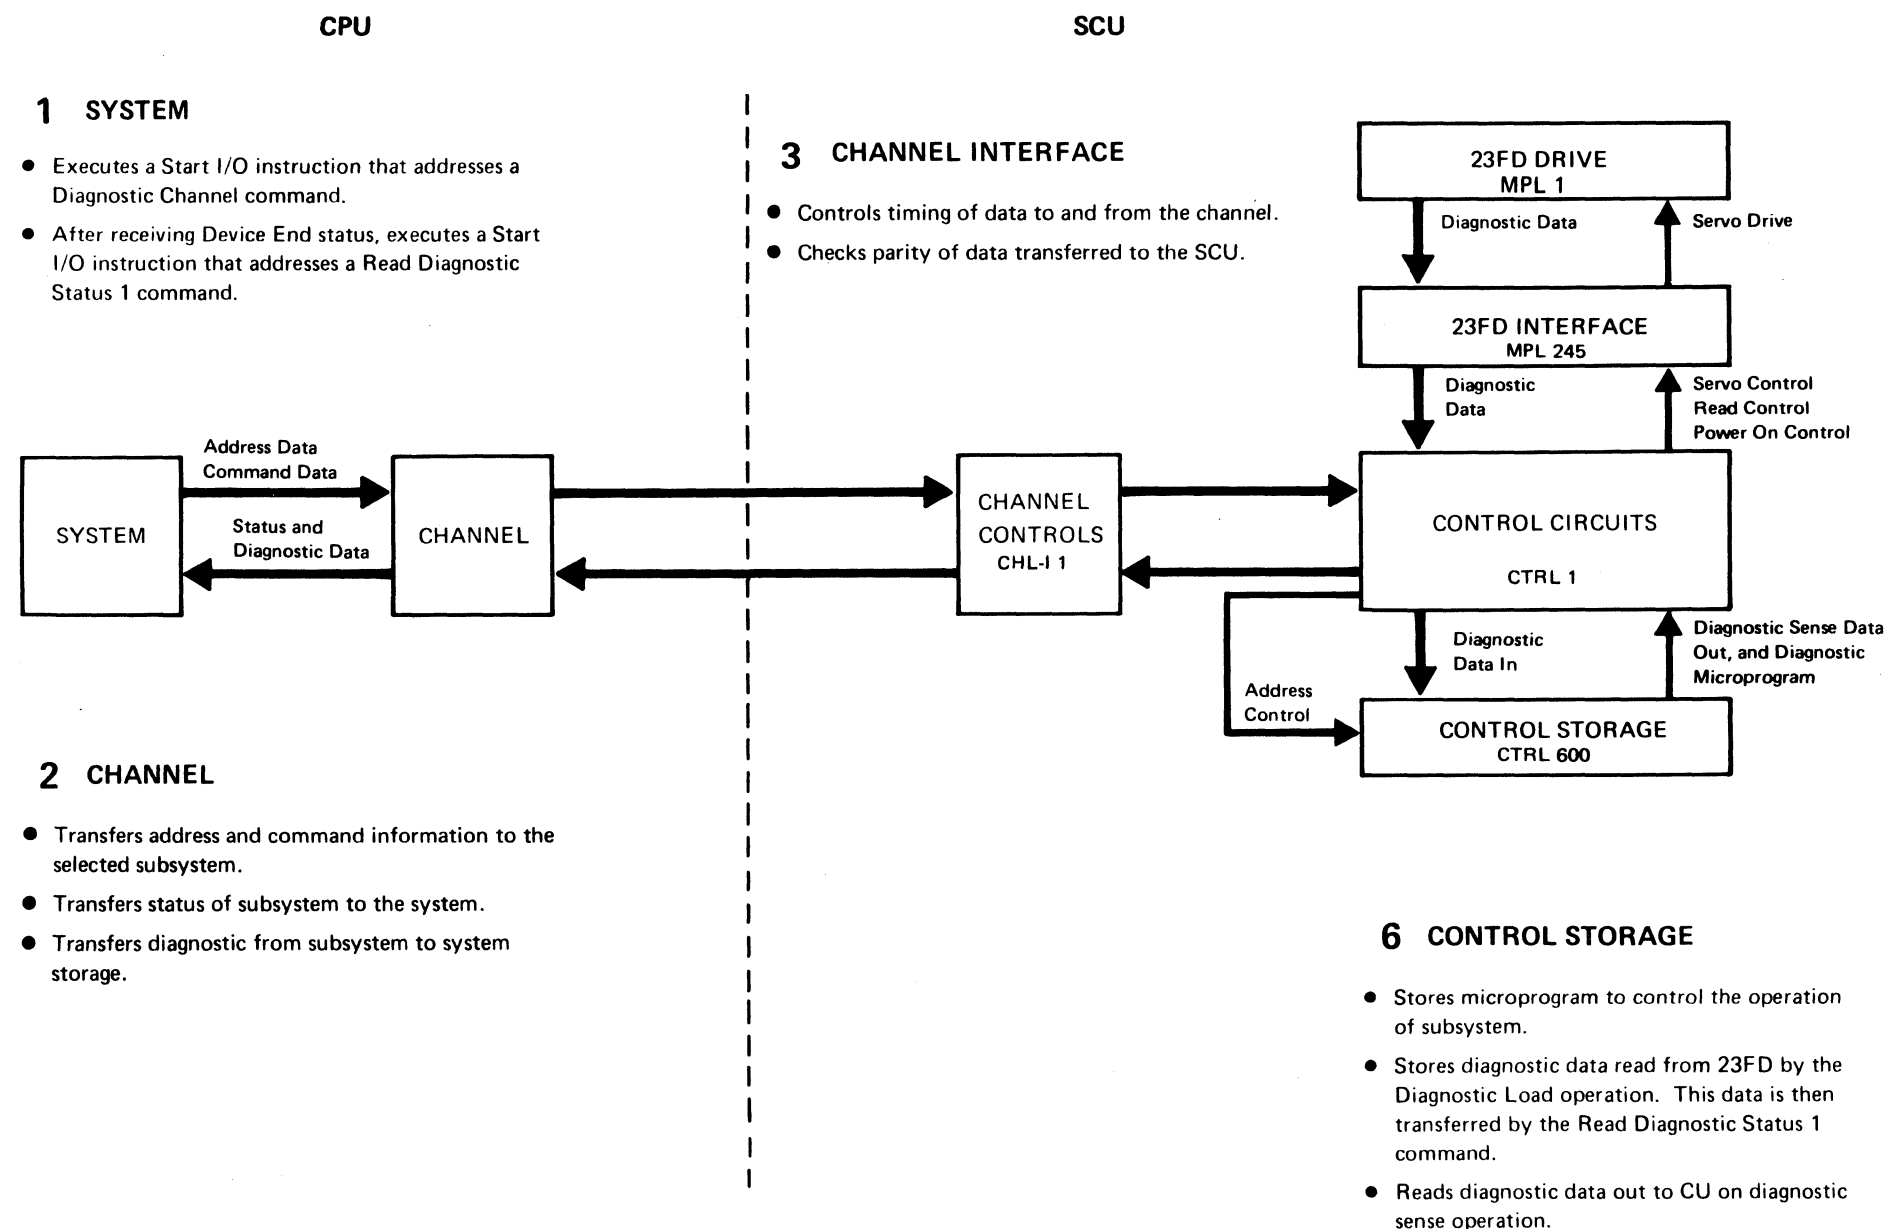 CPU
SCU
1 SYSTEM
● Executes a Start I/O instruction that addresses a
Diagnostic Channel command.
● After receiving Device End status, executes a Start
I/O instruction that addresses a Read Diagnostic
Status 1 command.
3 CHANNEL INTERFACE
● Controls timing of data to and from the channel.
● Checks parity of data transferred to the SCU.
23FD DRIVE
MPL 1
Diagnostic Data
Servo Drive
23FD INTERFACE
MPL 245
Diagnostic
Data
Servo Control
Read Control
Power On Control
Address Data
Command Data
SYSTEM
Status and
Diagnostic Data
CHANNEL
CHANNEL
CONTROLS
CHL-I 1
CONTROL CIRCUITS
CTRL 1
Diagnostic
Data In
Diagnostic Sense Data
Out, and Diagnostic
Microprogram
Address
Control
CONTROL STORAGE
CTRL 600
2 CHANNEL
● Transfers address and command information to the
selected subsystem.
● Transfers status of subsystem to the system.
● Transfers diagnostic from subsystem to system
storage.
6 CONTROL STORAGE
● Stores microprogram to control the operation
of subsystem.
● Stores diagnostic data read from 23FD by the
Diagnostic Load operation. This data is then
transferred by the Read Diagnostic Status 1
command.
● Reads diagnostic data out to CU on diagnostic
sense operation.